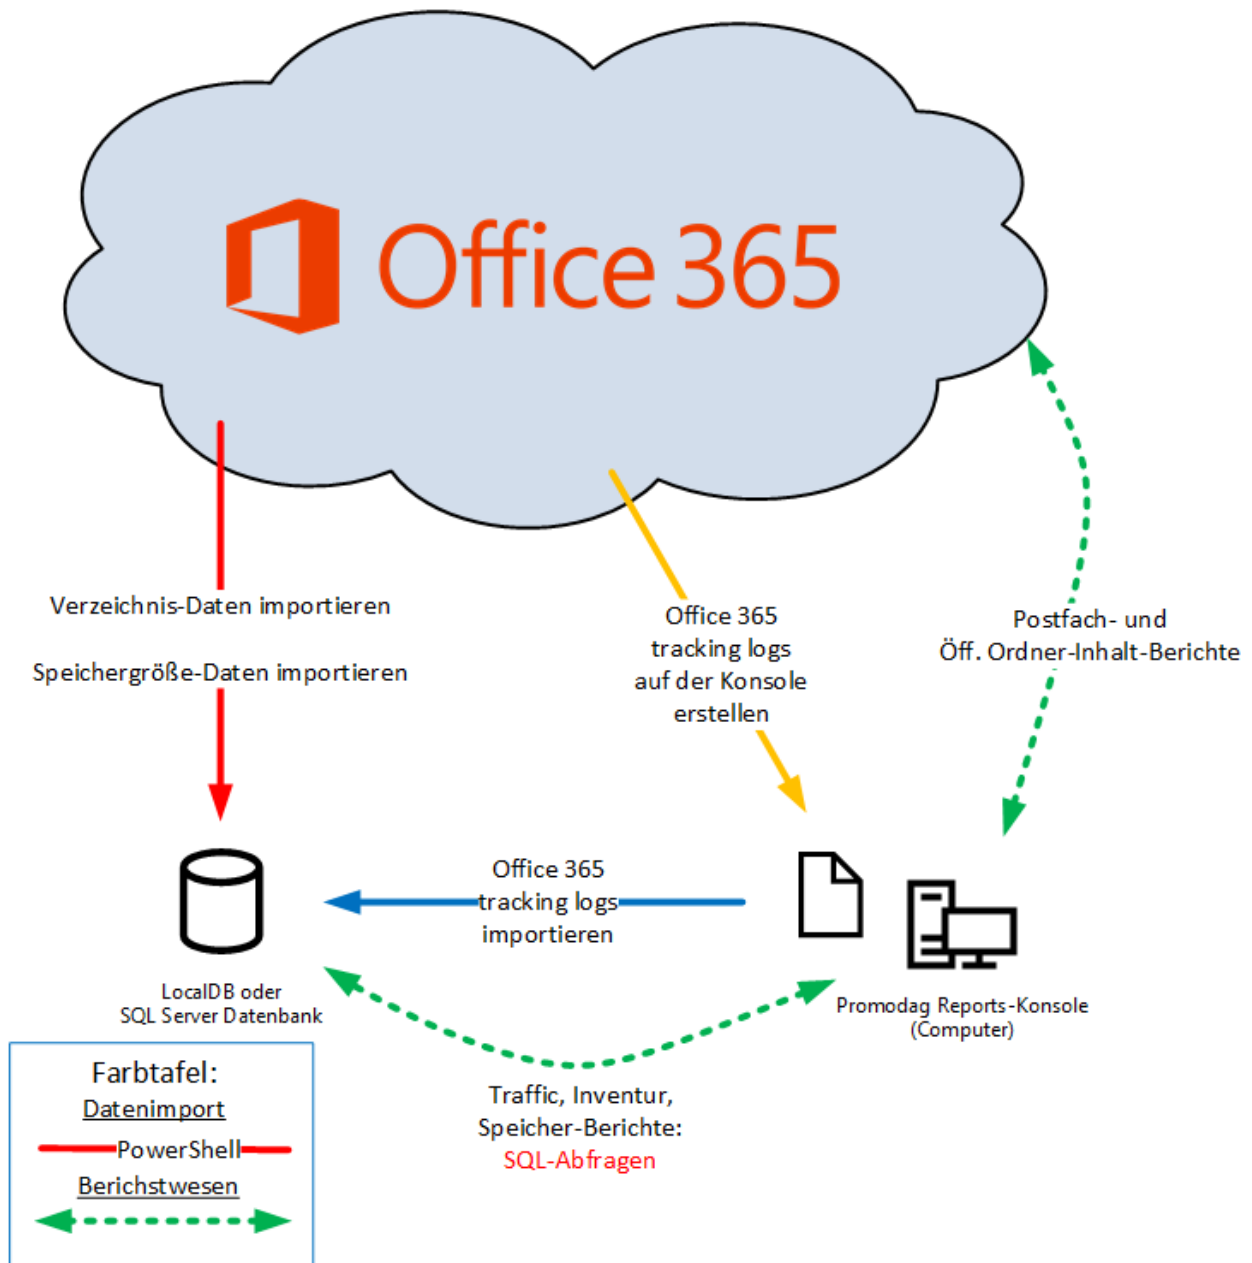 Office 365
Verzeichnis-Daten importieren
Speichergröße-Daten importieren
Office 365
tracking logs
auf der Konsole
erstellen
Postfach- und
Öff. Ordner-Inhalt-Berichte
Office 365
tracking logs
importieren
LocalDB oder
SQL Server Datenbank
Promodag Reports-Konsole
(Computer)
Traffic, Inventur,
Speicher-Berichte:
SQL-Abfragen
Farbtafel:
Datenimport
PowerShell
Berichstwesen